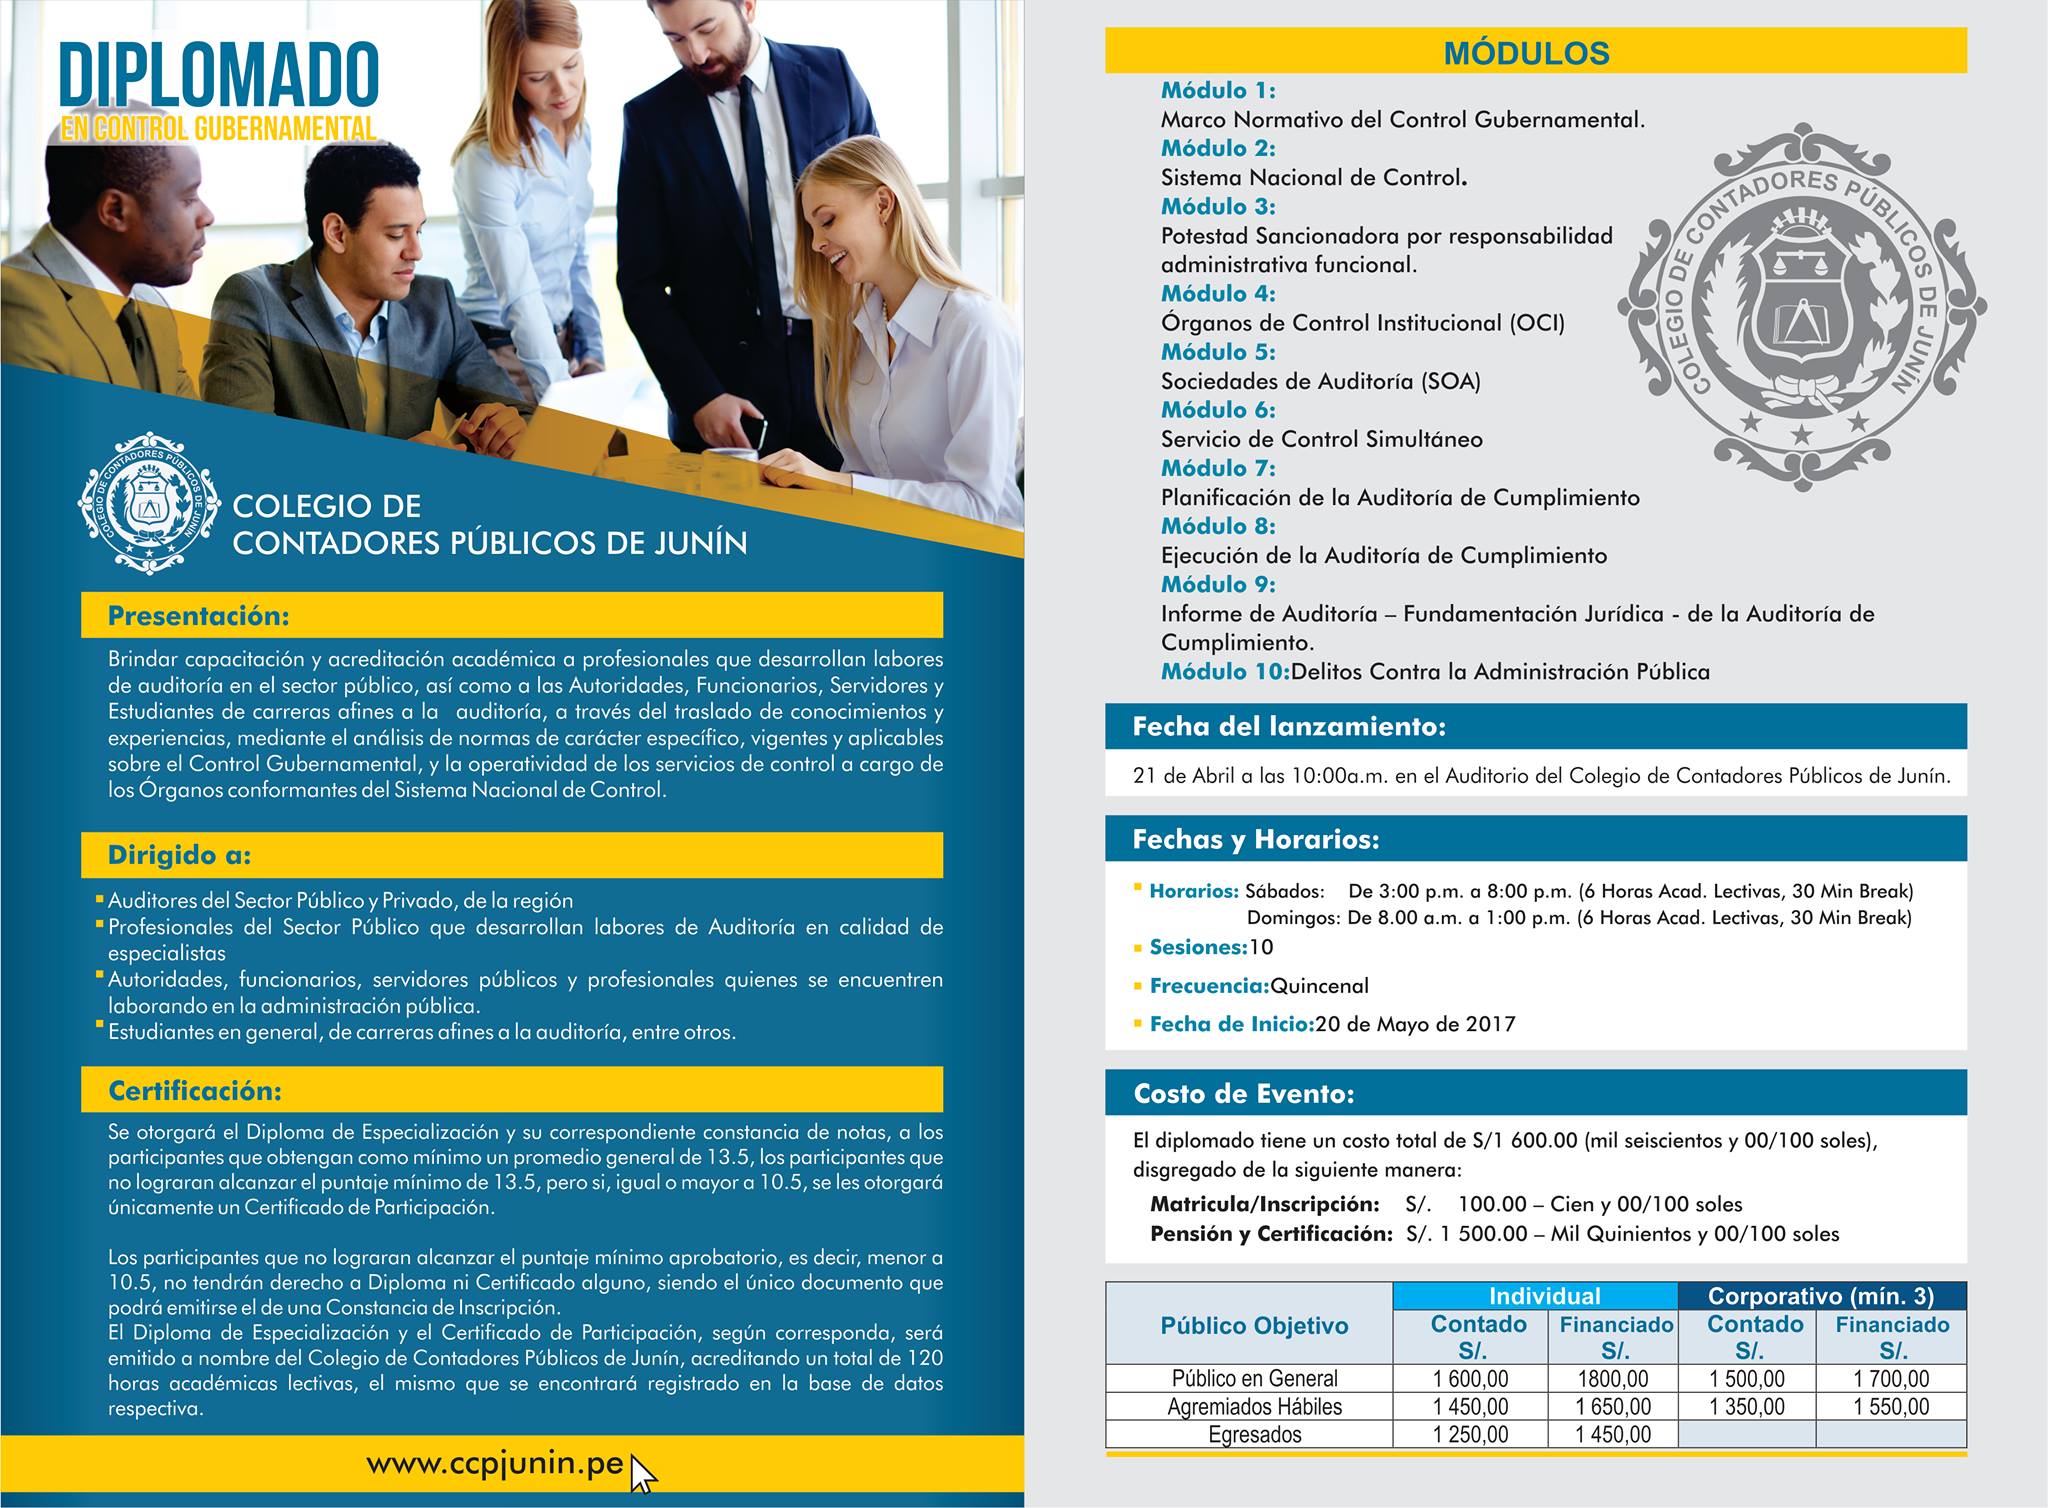 DIPLOMADO
EN CONTROL GUBERNAMENTAL
COLEGIO DE CONTADORES PÚBLICOS DE JUNÍN
COLEGIO DE
CONTADORES PÚBLICOS DE JUNÍN
Presentación:
Brindar capacitación y acreditación académica a profesionales que desarrollan labores
de auditoría en el sector público, así como a las Autoridades, Funcionarios, Servidores y
Estudiantes de carreras afines a la auditoría, a través del traslado de conocimientos y
experiencias, mediante el análisis de normas de carácter específico, vigentes y aplicables
sobre el Control Gubernamental, y la operatividad de los servicios de control a cargo de
los Órganos conformantes del Sistema Nacional de Control.
Dirigido a:
Auditores del Sector Público y Privado, de la región
Profesionales del Sector Público que desarrollan labores de Auditoría en calidad de
especialistas
Autoridades, funcionarios, servidores públicos y profesionales quienes se encuentren
laborando en la administración pública.
Estudiantes en general, de carreras afines a la auditoría, entre otros.
Certificación:
Se otorgará el Diploma de Especialización y su correspondiente constancia de notas, a los
participantes que obtengan como mínimo un promedio general de 13.5, los participantes que
no lograran alcanzar el puntaje mínimo de 13.5, pero si, igual o mayor a 10.5, se les otorgará
únicamente un Certificado de Participación.
Los participantes que no lograran alcanzar el puntaje mínimo aprobatorio, es decir, menor a
10.5, no tendrán derecho a Diploma ni Certificado alguno, siendo el único documento que
podrá emitirse el de una Constancia de Inscripción.
El Diploma de Especialización y el Certificado de Participación, según corresponda, será
emitido a nombre del Colegio de Contadores Públicos de Junín, acreditando un total de 120
horas académicas lectivas, el mismo que se encontrará registrado en la base de datos
respectiva.
www.ccpjunin.pe
MÓDULOS
Módulo 1:
Marco Normativo del Control Gubernamental.
Módulo 2:
Sistema Nacional de Control.
Módulo 3:
Potestad Sancionadora por responsabilidad
administrativa funcional.
Módulo 4:
Órganos de Control Institucional (OCI)
Módulo 5:
Sociedades de Auditoría (SOA)
Módulo 6:
Servicio de Control Simultáneo
Módulo 7:
Planificación de la Auditoría de Cumplimiento
Módulo 8:
Ejecución de la Auditoría de Cumplimiento
Módulo 9:
Informe de Auditoría – Fundamentación Jurídica - de la Auditoría de
Cumplimiento.
Módulo 10:Delitos Contra la Administración Pública
COLEGIO DE CONTADORES PÚBLICOS DE JUNÍN
Fecha del lanzamiento:
21 de Abril a las 10:00a.m. en el Auditorio del Colegio de Contadores Públicos de Junín.
Fechas y Horarios:
Horarios: Sábados: De 3:00 p.m. a 8:00 p.m. (6 Horas Acad. Lectivas, 30 Min Break)
Domingos: De 8.00 a.m. a 1:00 p.m. (6 Horas Acad. Lectivas, 30 Min Break)
Sesiones:10
Frecuencia:Quincenal
Fecha de Inicio:20 de Mayo de 2017
Costo de Evento:
El diplomado tiene un costo total de S/1 600.00 (mil seiscientos y 00/100 soles),
disgregado de la siguiente manera:
Matricula/Inscripción: S/. 100.00 – Cien y 00/100 soles
Pensión y Certificación: S/. 1 500.00 – Mil Quinientos y 00/100 soles
Individual Corporativo (mín. 3)
Público Objetivo Contado Financiado Contado Financiado
S/. S/. S/. S/.
Público en General 1 600,00 1800,00 1 500,00 1 700,00
Agremiados Hábiles 1 450,00 1 650,00 1 350,00 1 550,00
Egresados 1 250,00 1 450,00